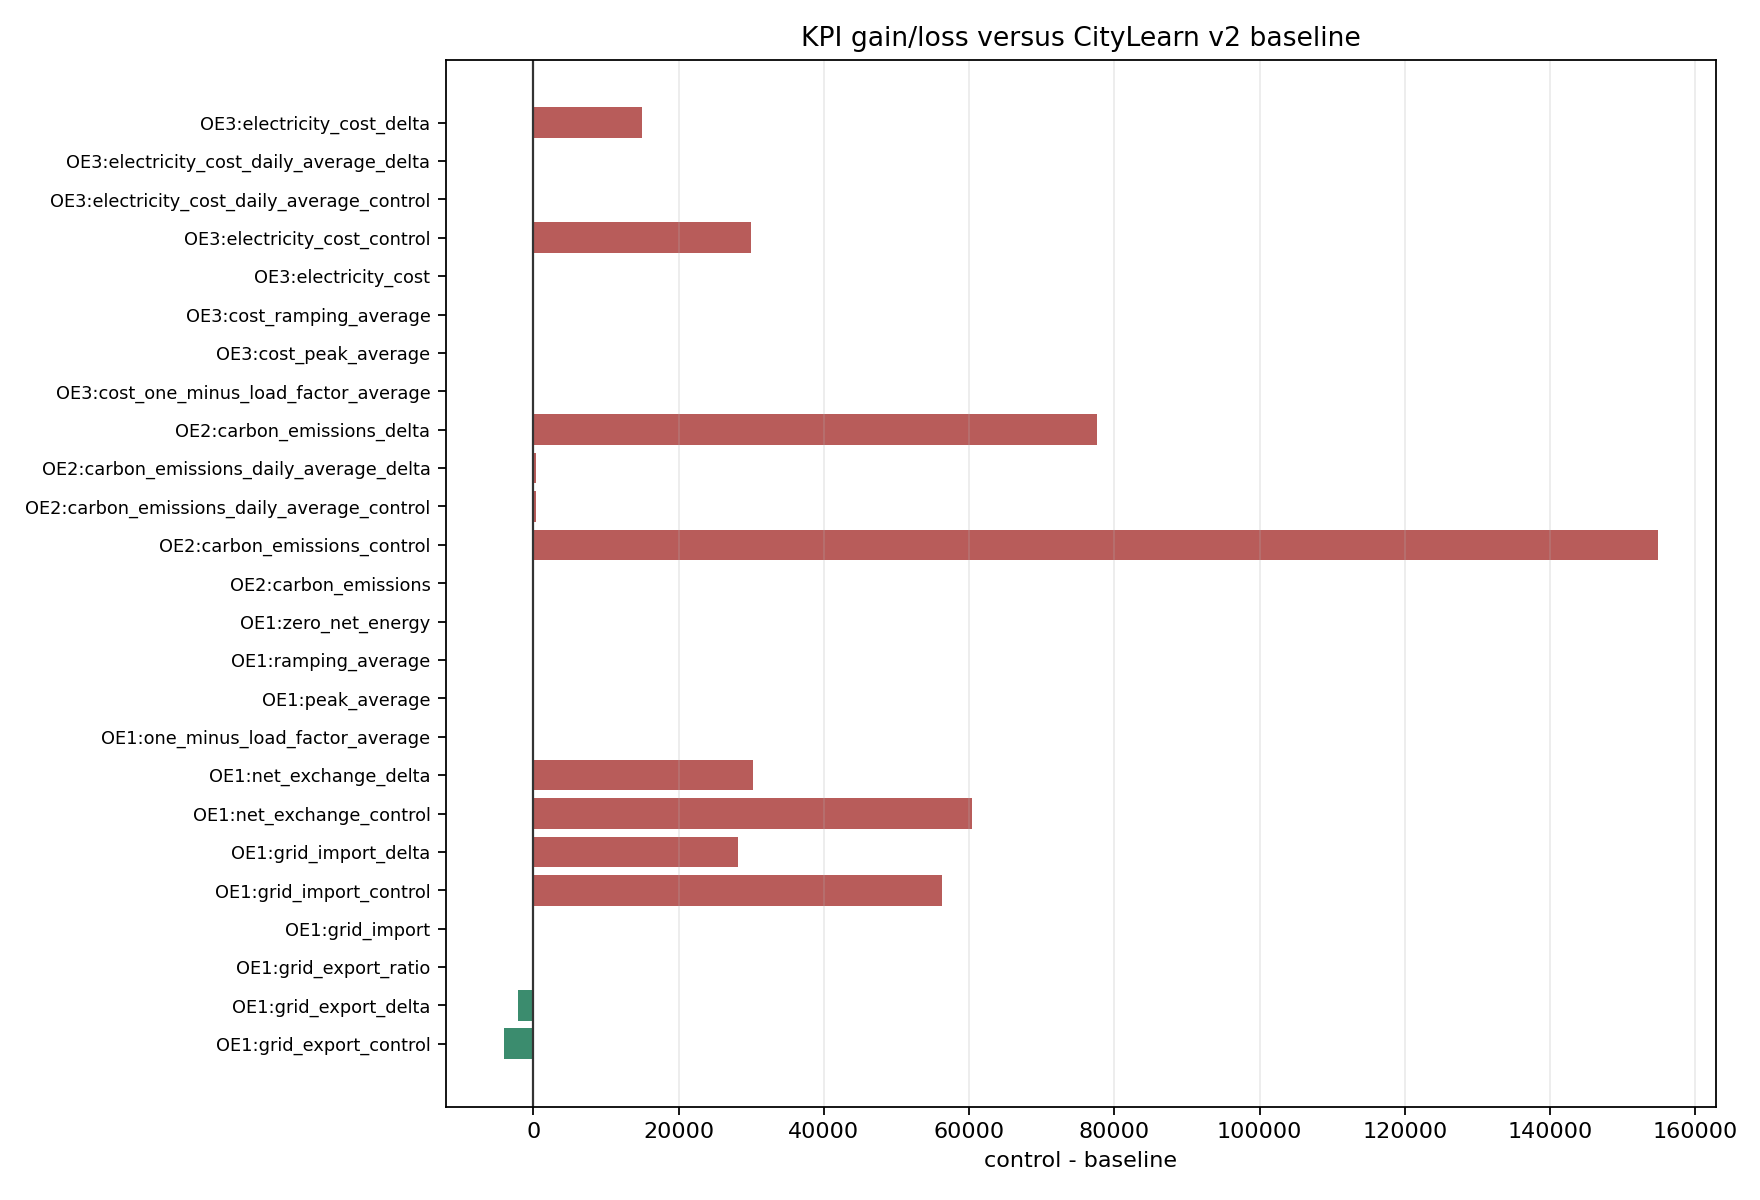 KPI gain/loss versus CityLearn v2 baseline
OE3:electricity_cost_delta
OE3:electricity_cost_daily_average_delta
OE3:electricity_cost_daily_average_control
OE3:electricity_cost_control
OE3:electricity_cost
OE3:cost_ramping_average
OE3:cost_peak_average
OE3:cost_one_minus_load_factor_average
OE2:carbon_emissions_delta
OE2:carbon_emissions_daily_average_delta
OE2:carbon_emissions_daily_average_control
OE2:carbon_emissions_control
OE2:carbon_emissions
OE1:zero_net_energy
OE1:ramping_average
OE1:peak_average
OE1:one_minus_load_factor_average
OE1:net_exchange_delta
OE1:net_exchange_control
OE1:grid_import_delta
OE1:grid_import_control
OE1:grid_import
OE1:grid_export_ratio
OE1:grid_export_delta
OE1:grid_export_control
0 20000 40000 60000 80000 100000 120000 140000 160000
control - baseline